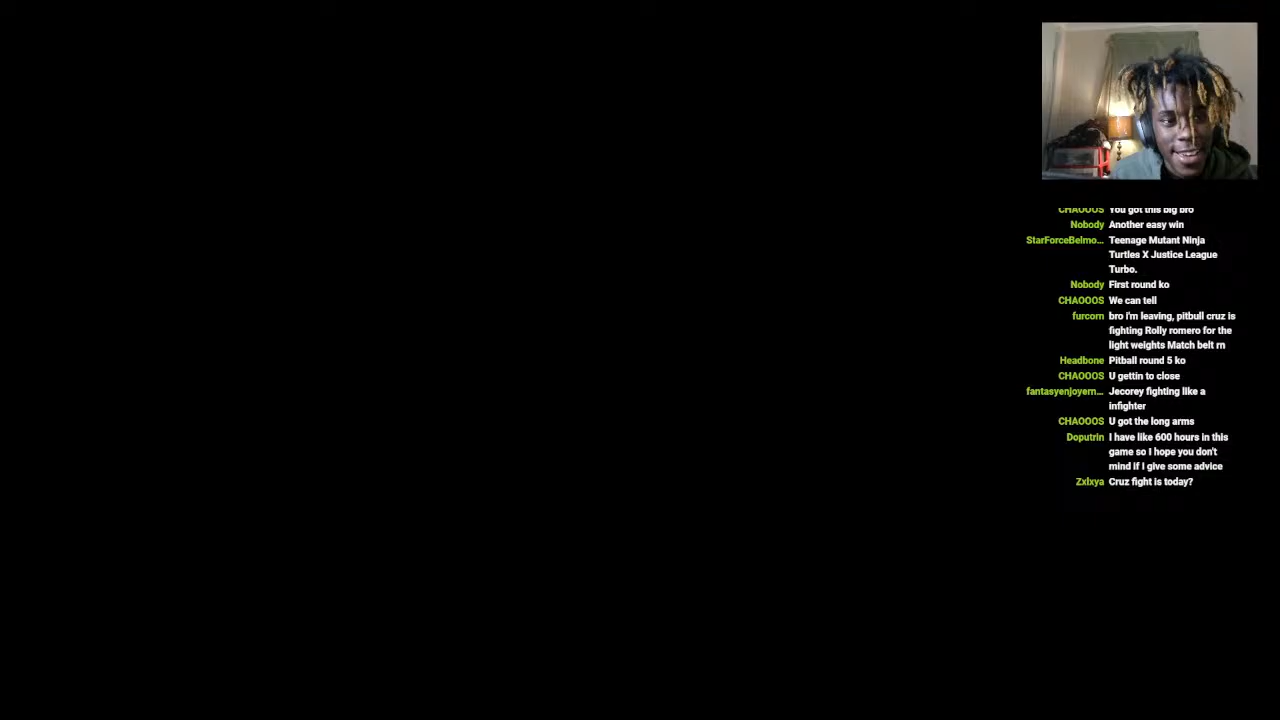 CHAOOOS You got this big bro
Nobody Another easy win
StarForceBelmo... Teenage Mutant Ninja
Turtles X Justice League
Turbo.
Nobody First round ko
CHAOOOS We can tell
furcorn bro i'm leaving, pitbull cruz is
fighting Rolly romero for the
light weights Match belt rn
Headbone Pitball round 5 ko
CHAOOOS U gettin to close
fantasyenjoyern... Jecorey fighting like a
infighter
CHAOOOS U got the long arms
Doputrin I have like 600 hours in this
game so I hope you don't
mind if I give some advice
Zxlxya Cruz fight is today?